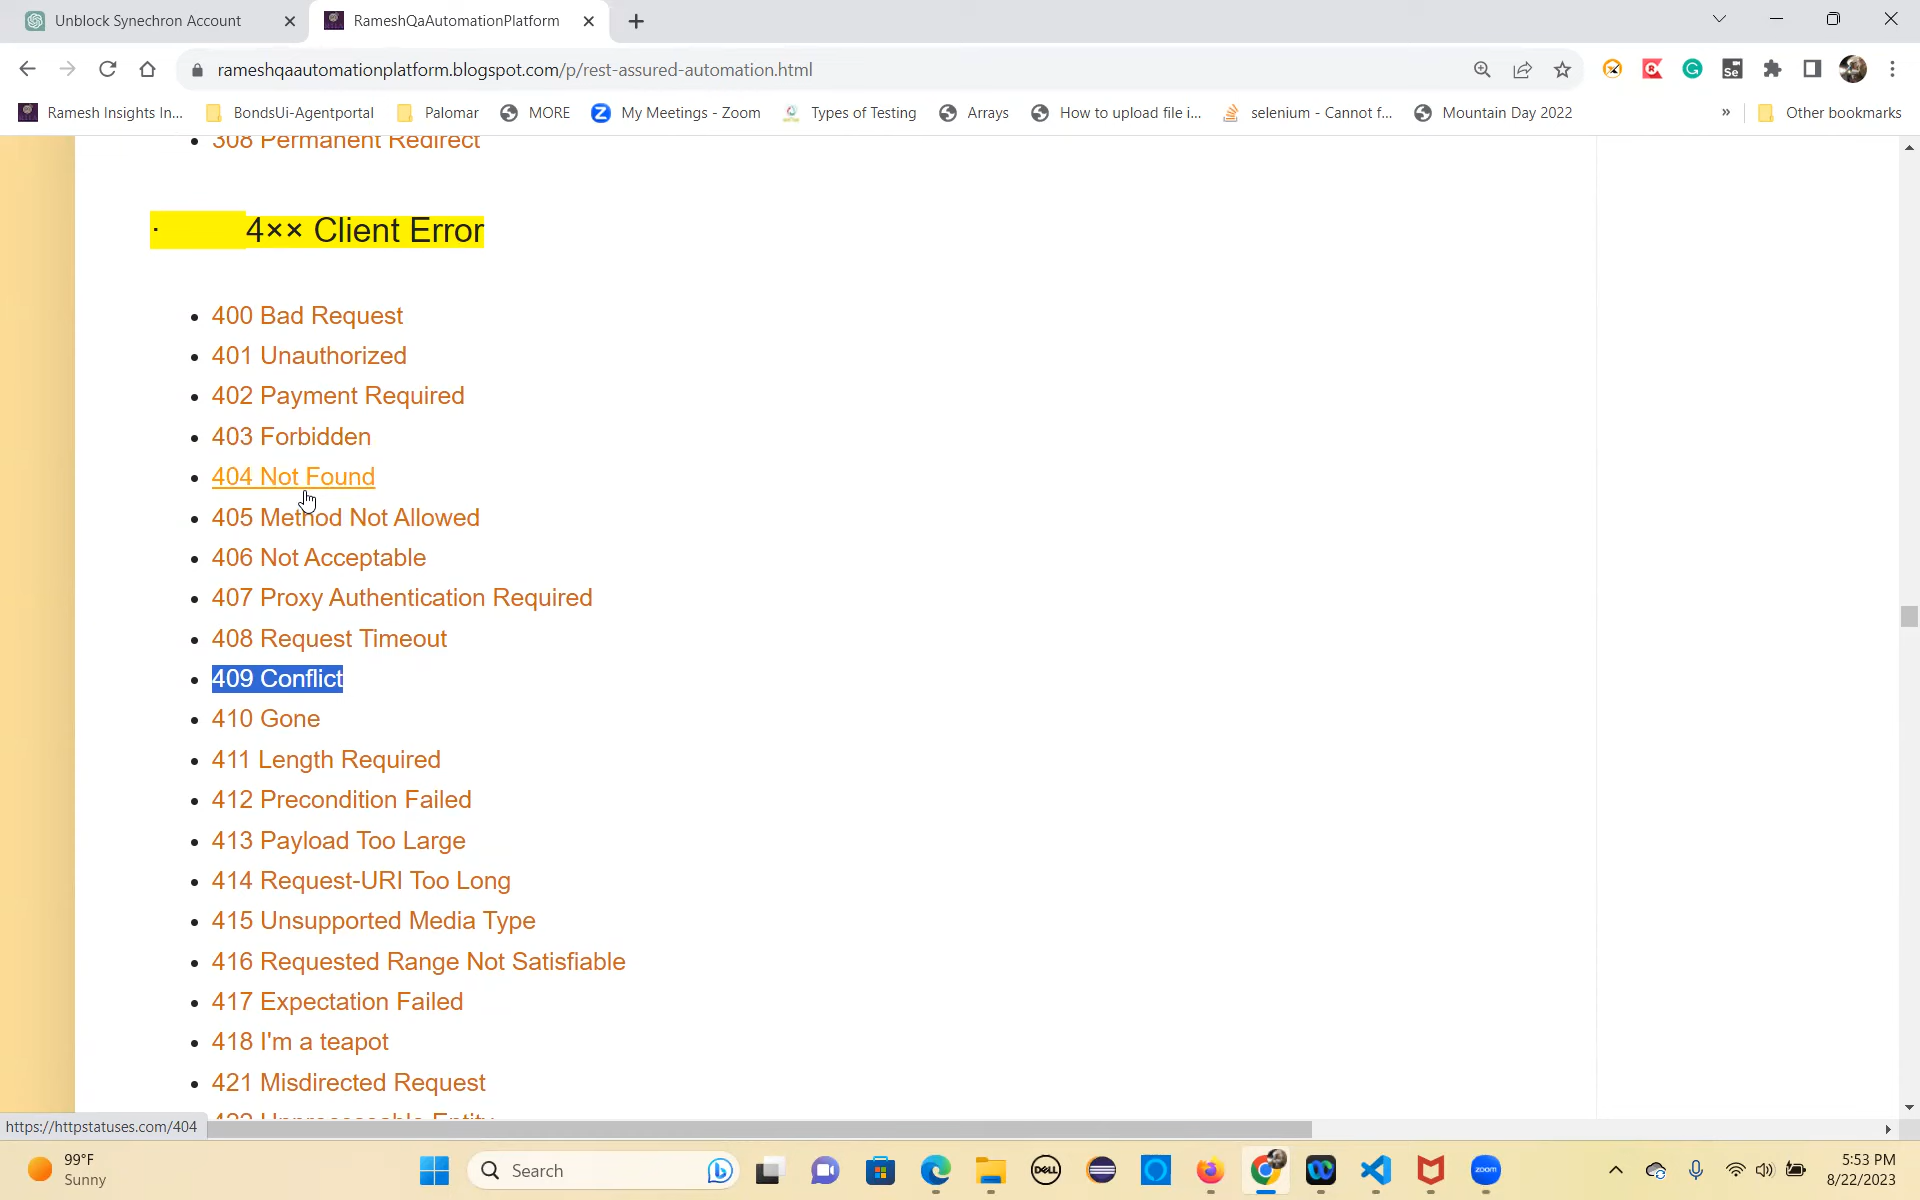 Unblock Synechron Account
RameshQaAutomationPlatform
rameshqaautomationplatform.blogspot.com/p/rest-assured-automation.html
Ramesh Insights In...
BondsUi-Agentportal
Palomar
MORE
My Meetings - Zoom
Types of Testing
Arrays
How to upload file i...
selenium - Cannot f...
Mountain Day 2022
»
Other bookmarks
308 Permanent Redirect
· 4×× Client Error
• 400 Bad Request
• 401 Unauthorized
• 402 Payment Required
• 403 Forbidden
• 404 Not Found
• 405 Method Not Allowed
• 406 Not Acceptable
• 407 Proxy Authentication Required
• 408 Request Timeout
• 409 Conflict
• 410 Gone
• 411 Length Required
• 412 Precondition Failed
• 413 Payload Too Large
• 414 Request-URI Too Long
• 415 Unsupported Media Type
• 416 Requested Range Not Satisfiable
• 417 Expectation Failed
• 418 I'm a teapot
• 421 Misdirected Request
https://httpstatuses.com/404
99°F
Sunny
Search
DELL
zoom
5:53 PM
8/22/2023